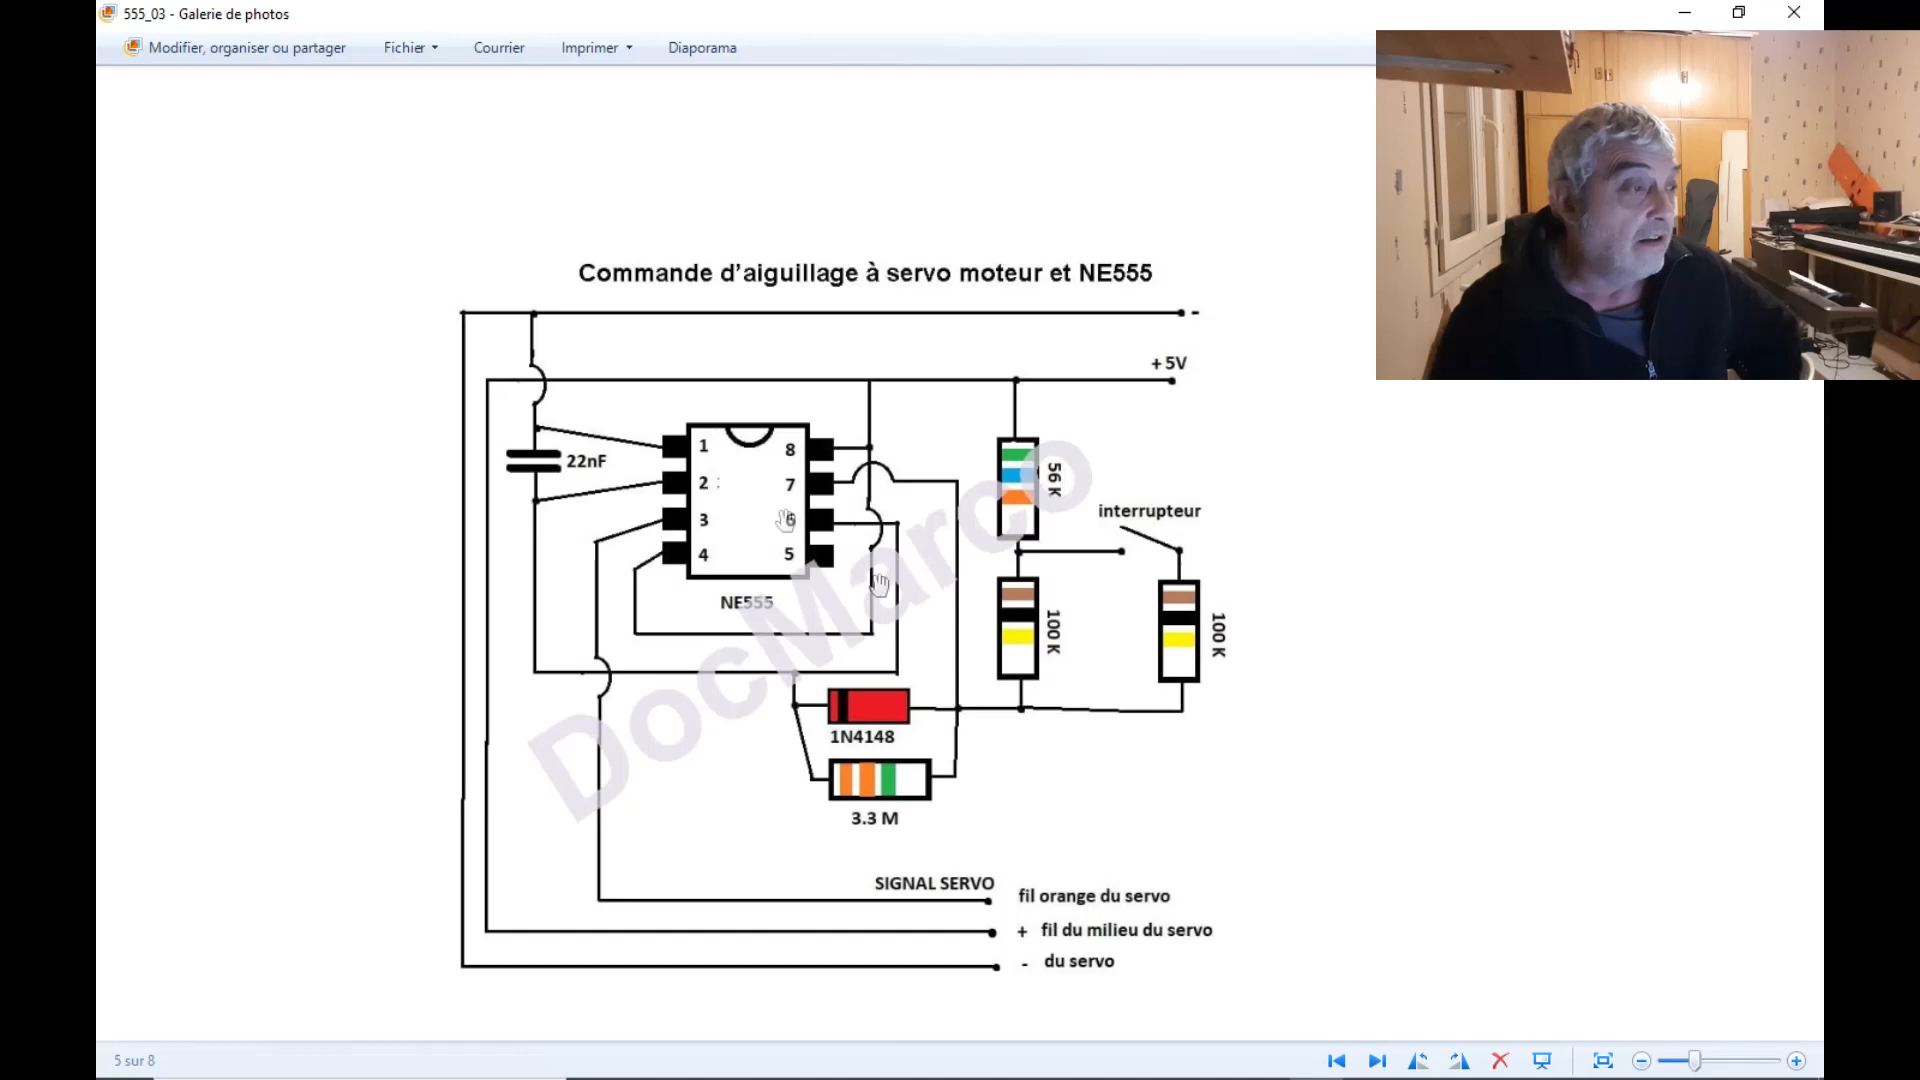 555_03 - Galerie de photos
Modifier, organiser ou partager Fichier Courrier Imprimer Diaporama
Commande d'aiguillage à servo moteur et NE555
-
+ 5V
22nF
1 8
2 : 7
3 6
4 5
NE555
56 K
interrupteur
100 K
100 K
1N4148
3.3 M
DocMarco
SIGNAL SERVO fil orange du servo
+ fil du milieu du servo
- du servo
5 sur 8